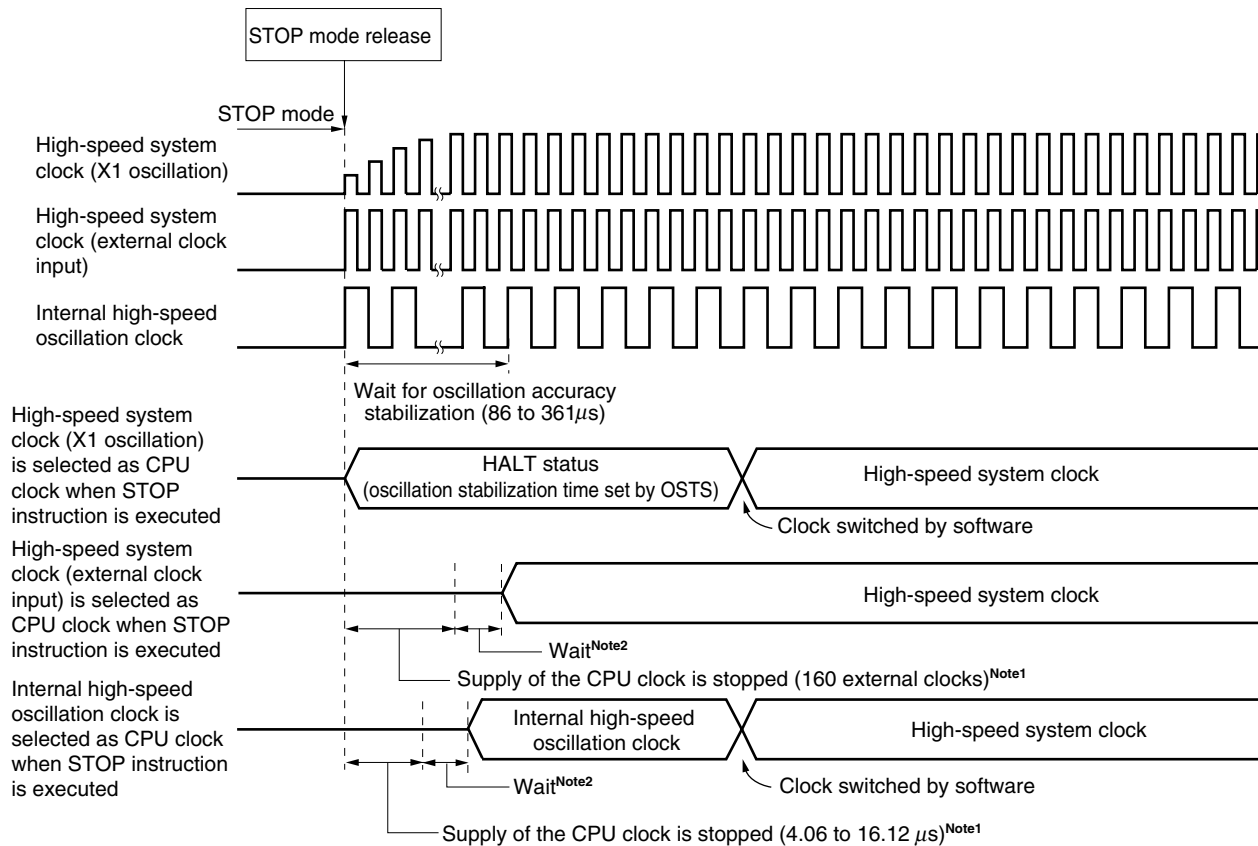 STOP mode release
STOP mode
High-speed system
clock (X1 oscillation)
High-speed system
clock (external clock
input)
Internal high-speed
oscillation clock
Wait for oscillation accuracy
stabilization (86 to 361μs)
High-speed system
clock (X1 oscillation)
is selected as CPU
clock when STOP
instruction is executed
HALT status
(oscillation stabilization time set by OSTS)
High-speed system clock
Clock switched by software
High-speed system
clock (external clock
input) is selected as
CPU clock when STOP
instruction is executed
High-speed system clock
Wait Note2
Supply of the CPU clock is stopped (160 external clocks) Note1
Internal high-speed
oscillation clock is
selected as CPU clock
when STOP instruction
is executed
Internal high-speed
oscillation clock
High-speed system clock
Wait Note2
Clock switched by software
Supply of the CPU clock is stopped (4.06 to 16.12 μs) Note1